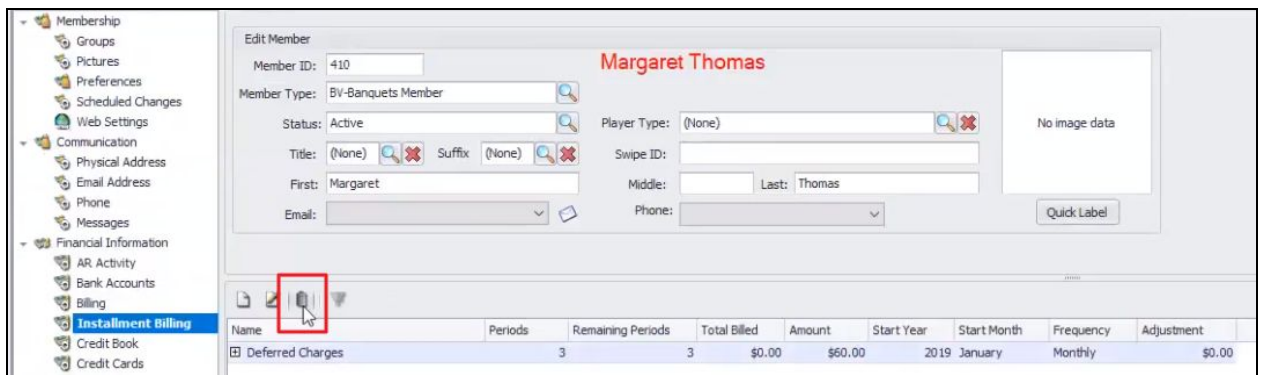 Membership
Groups
Pictures
Preferences
Scheduled Changes
Web Settings
Communication
Physical Address
Email Address
Phone
Messages
Financial Information
AR Activity
Bank Accounts
Billing
Installment Billing
Credit Book
Credit Cards
Edit Member
Member ID: 410
Margaret Thomas
Member Type: BV-Banquets Member
Status: Active
Player Type: (None)
No image data
Title: (None) Suffix (None)
Swipe ID:
First: Margaret
Middle: Last: Thomas
Email:
Phone:
Quick Label
Name Periods Remaining Periods Total Billed Amount Start Year Start Month Frequency Adjustment
Deferred Charges 3 3 $0.00 $60.00 2019 January Monthly $0.00